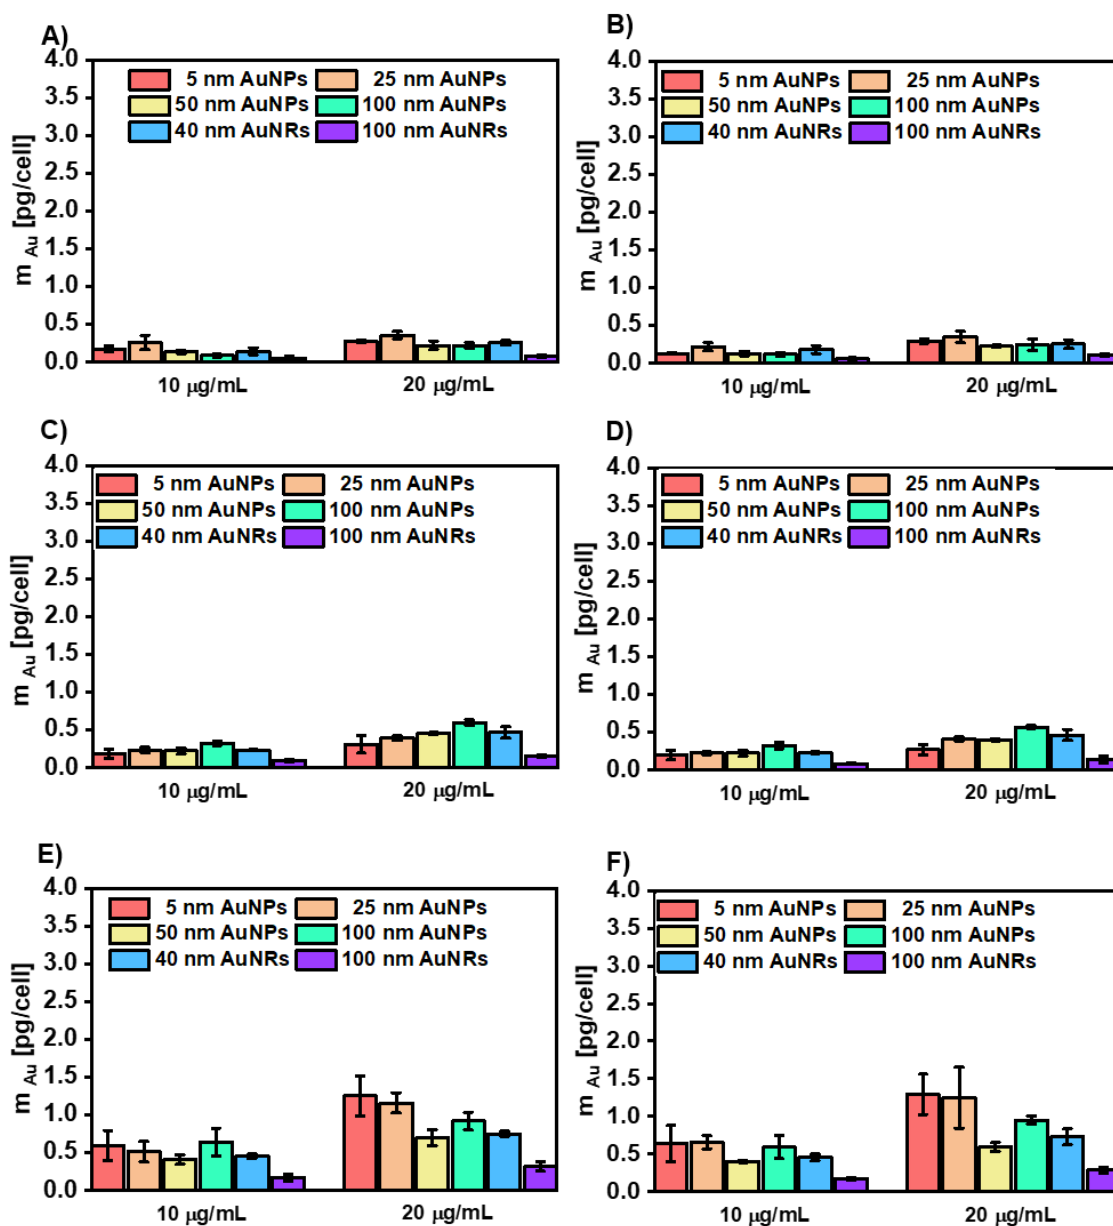 A)
4.0
3.5
3.0
2.5
2.0
1.5
1.0
0.5
0.0
m Au [pg/cell]
5 nm AuNPs 25 nm AuNPs
50 nm AuNPs 100 nm AuNPs
40 nm AuNRs 100 nm AuNRs
10 µg/mL 20 µg/mL
B)
4.0
3.5
3.0
2.5
2.0
1.5
1.0
0.5
0.0
m Au [pg/cell]
5 nm AuNPs 25 nm AuNPs
50 nm AuNPs 100 nm AuNPs
40 nm AuNRs 100 nm AuNRs
10 µg/mL 20 µg/mL
C)
4.0
3.5
3.0
2.5
2.0
1.5
1.0
0.5
0.0
m Au [pg/cell]
5 nm AuNPs 25 nm AuNPs
50 nm AuNPs 100 nm AuNPs
40 nm AuNRs 100 nm AuNRs
10 µg/mL 20 µg/mL
D)
4.0
3.5
3.0
2.5
2.0
1.5
1.0
0.5
0.0
m Au [pg/cell]
5 nm AuNPs 25 nm AuNPs
50 nm AuNPs 100 nm AuNPs
40 nm AuNRs 100 nm AuNRs
10 µg/mL 20 µg/mL
E)
4.0
3.5
3.0
2.5
2.0
1.5
1.0
0.5
0.0
m Au [pg/cell]
5 nm AuNPs 25 nm AuNPs
50 nm AuNPs 100 nm AuNPs
40 nm AuNRs 100 nm AuNRs
10 µg/mL 20 µg/mL
F)
4.0
3.5
3.0
2.5
2.0
1.5
1.0
0.5
0.0
m Au [pg/cell]
5 nm AuNPs 25 nm AuNPs
50 nm AuNPs 100 nm AuNPs
40 nm AuNRs 100 nm AuNRs
10 µg/mL 20 µg/mL